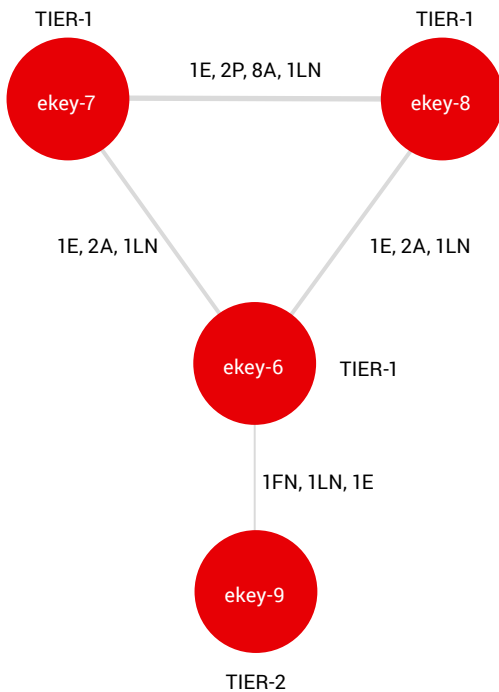 TIER-1
TIER-1
1E, 2P, 8A, 1LN
ekey-7
ekey-8
1E, 2A, 1LN
1E, 2A, 1LN
ekey-6
TIER-1
1FN, 1LN, 1E
ekey-9
TIER-2